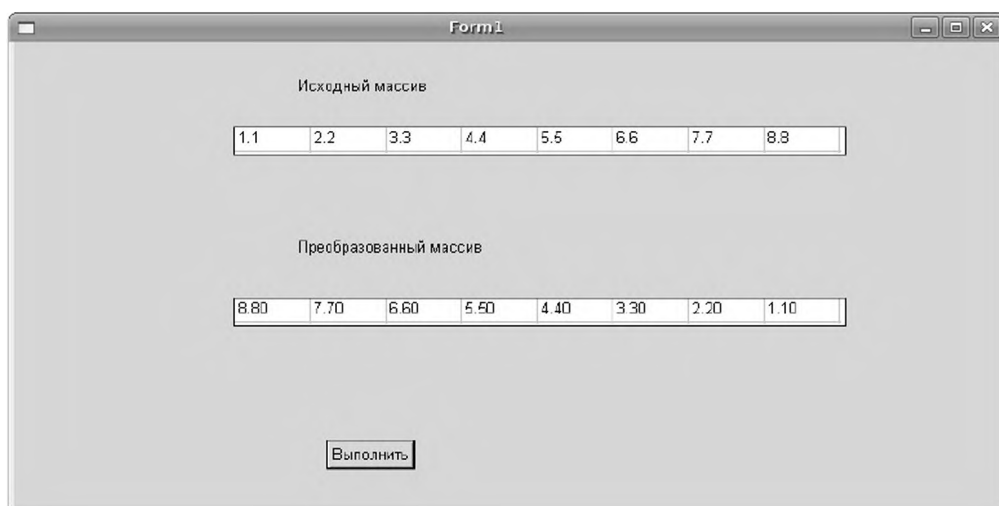 Form1
Исходный массив
1.1 2.2 3.3 4.4 5.5 6.6 7.7 8.8
Преобразованный массив
8.80 7.70 6.60 5.50 4.40 3.30 2.20 1.10
Выполнить